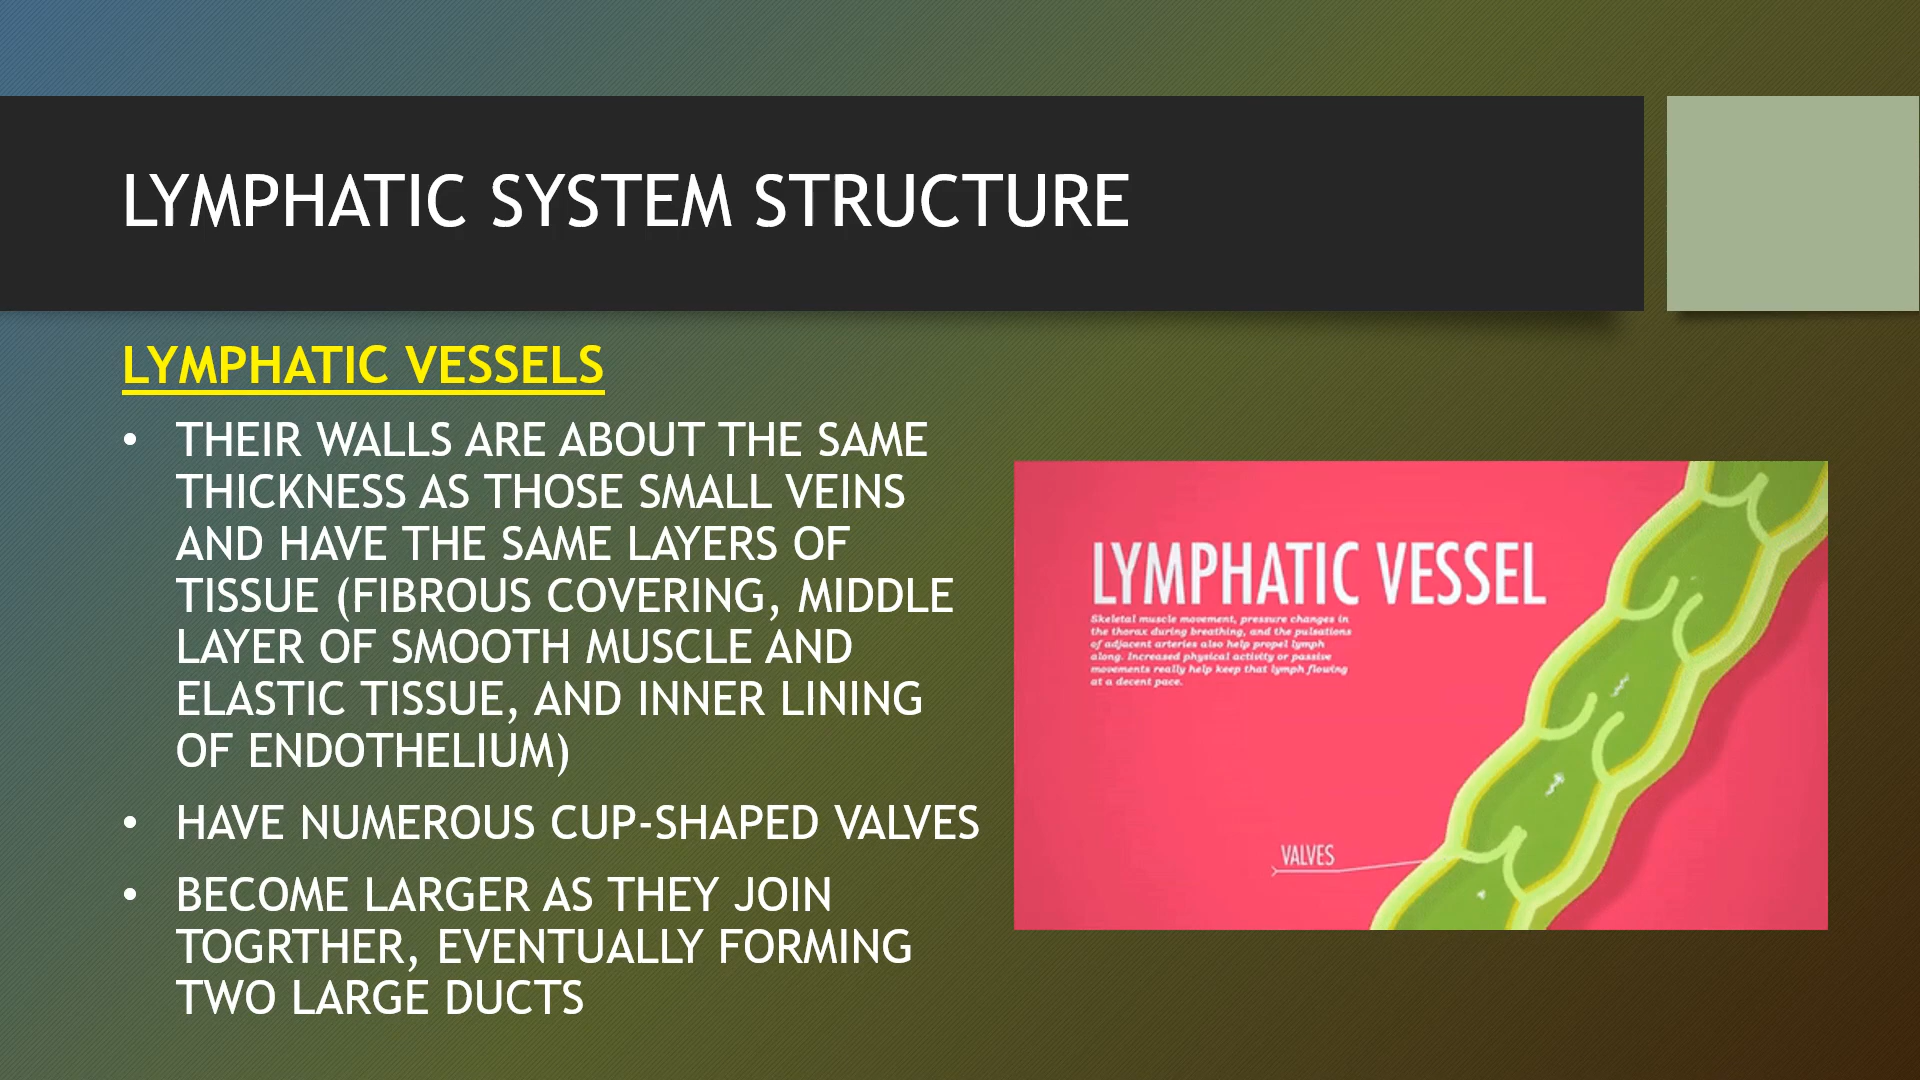 LYMPHATIC SYSTEM STRUCTURE
LYMPHATIC VESSELS
• THEIR WALLS ARE ABOUT THE SAME
THICKNESS AS THOSE SMALL VEINS
AND HAVE THE SAME LAYERS OF
TISSUE (FIBROUS COVERING, MIDDLE
LAYER OF SMOOTH MUSCLE AND
ELASTIC TISSUE, AND INNER LINING
OF ENDOTHELIUM)
• HAVE NUMEROUS CUP-SHAPED VALVES
• BECOME LARGER AS THEY JOIN
TOGRTHER, EVENTUALLY FORMING
TWO LARGE DUCTS
LYMPHATIC VESSEL
Skeletal muscle movement, pressure changes in
the thorax during breathing, and the pulsations
of adjacent arteries also help propel lymph
along. Increased physical activity or passive
movements really help keep that lymph flowing
at a decent pace.
VALVES